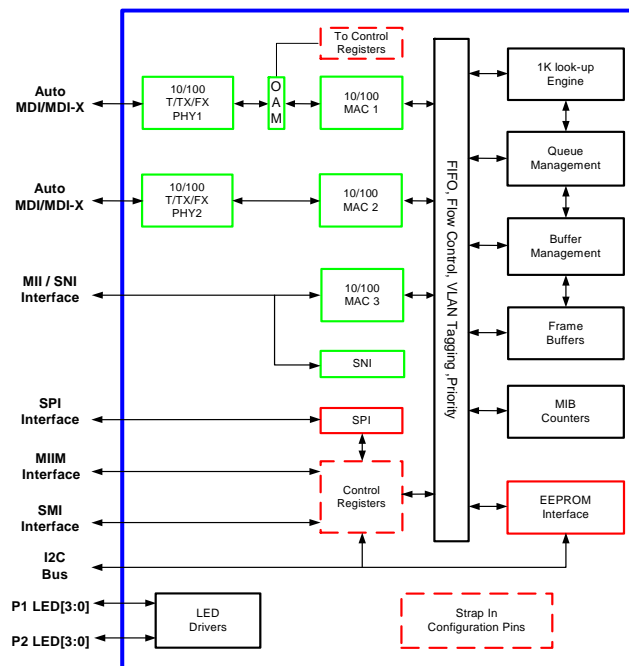 To Control
Registers
Auto
MDI/MDI-X
10/100
T/TX/FX
PHY1
O
A
M
10/100
MAC 1
1K look-up
Engine
Auto
MDI/MDI-X
10/100
T/TX/FX
PHY2
10/100
MAC 2
Queue
Management
FIFO, Flow Control, VLAN Tagging ,Priority
Buffer
Management
MII / SNI
Interface
10/100
MAC 3
Frame
Buffers
SNI
SPI
Interface
SPI
MIB
Counters
MIIM
Interface
Control
Registers
EEPROM
Interface
SMI
Interface
I2C
Bus
P1 LED[3:0]
P2 LED[3:0]
LED
Drivers
Strap In
Configuration Pins